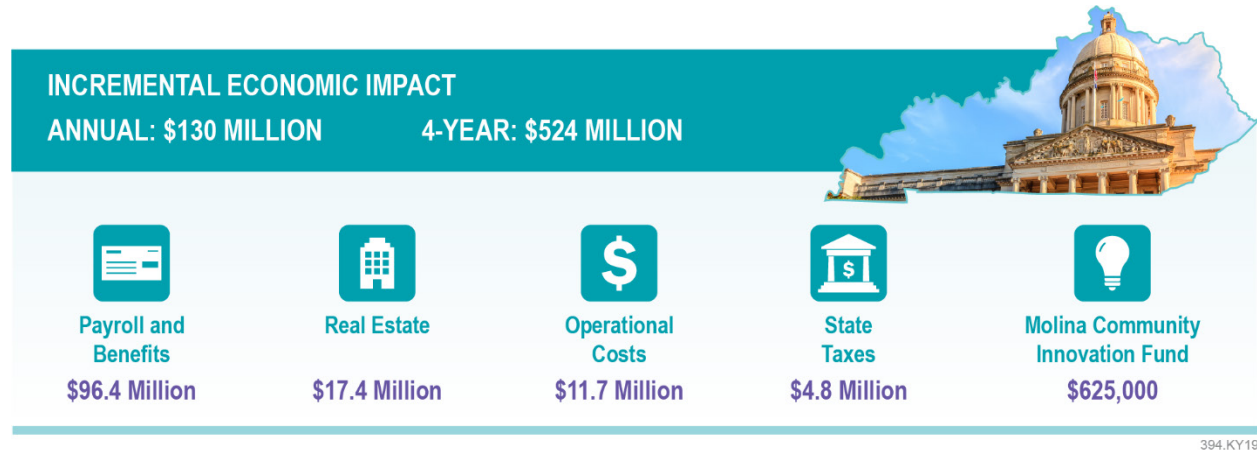 INCREMENTAL ECONOMIC IMPACT
ANNUAL: $130 MILLION 4-YEAR: $524 MILLION
$
$
Payroll and
Benefits
$96.4 Million
Real Estate
$17.4 Million
Operational
Costs
$11.7 Million
State
Taxes
$4.8 Million
Molina Community
Innovation Fund
$625,000
394.KY19